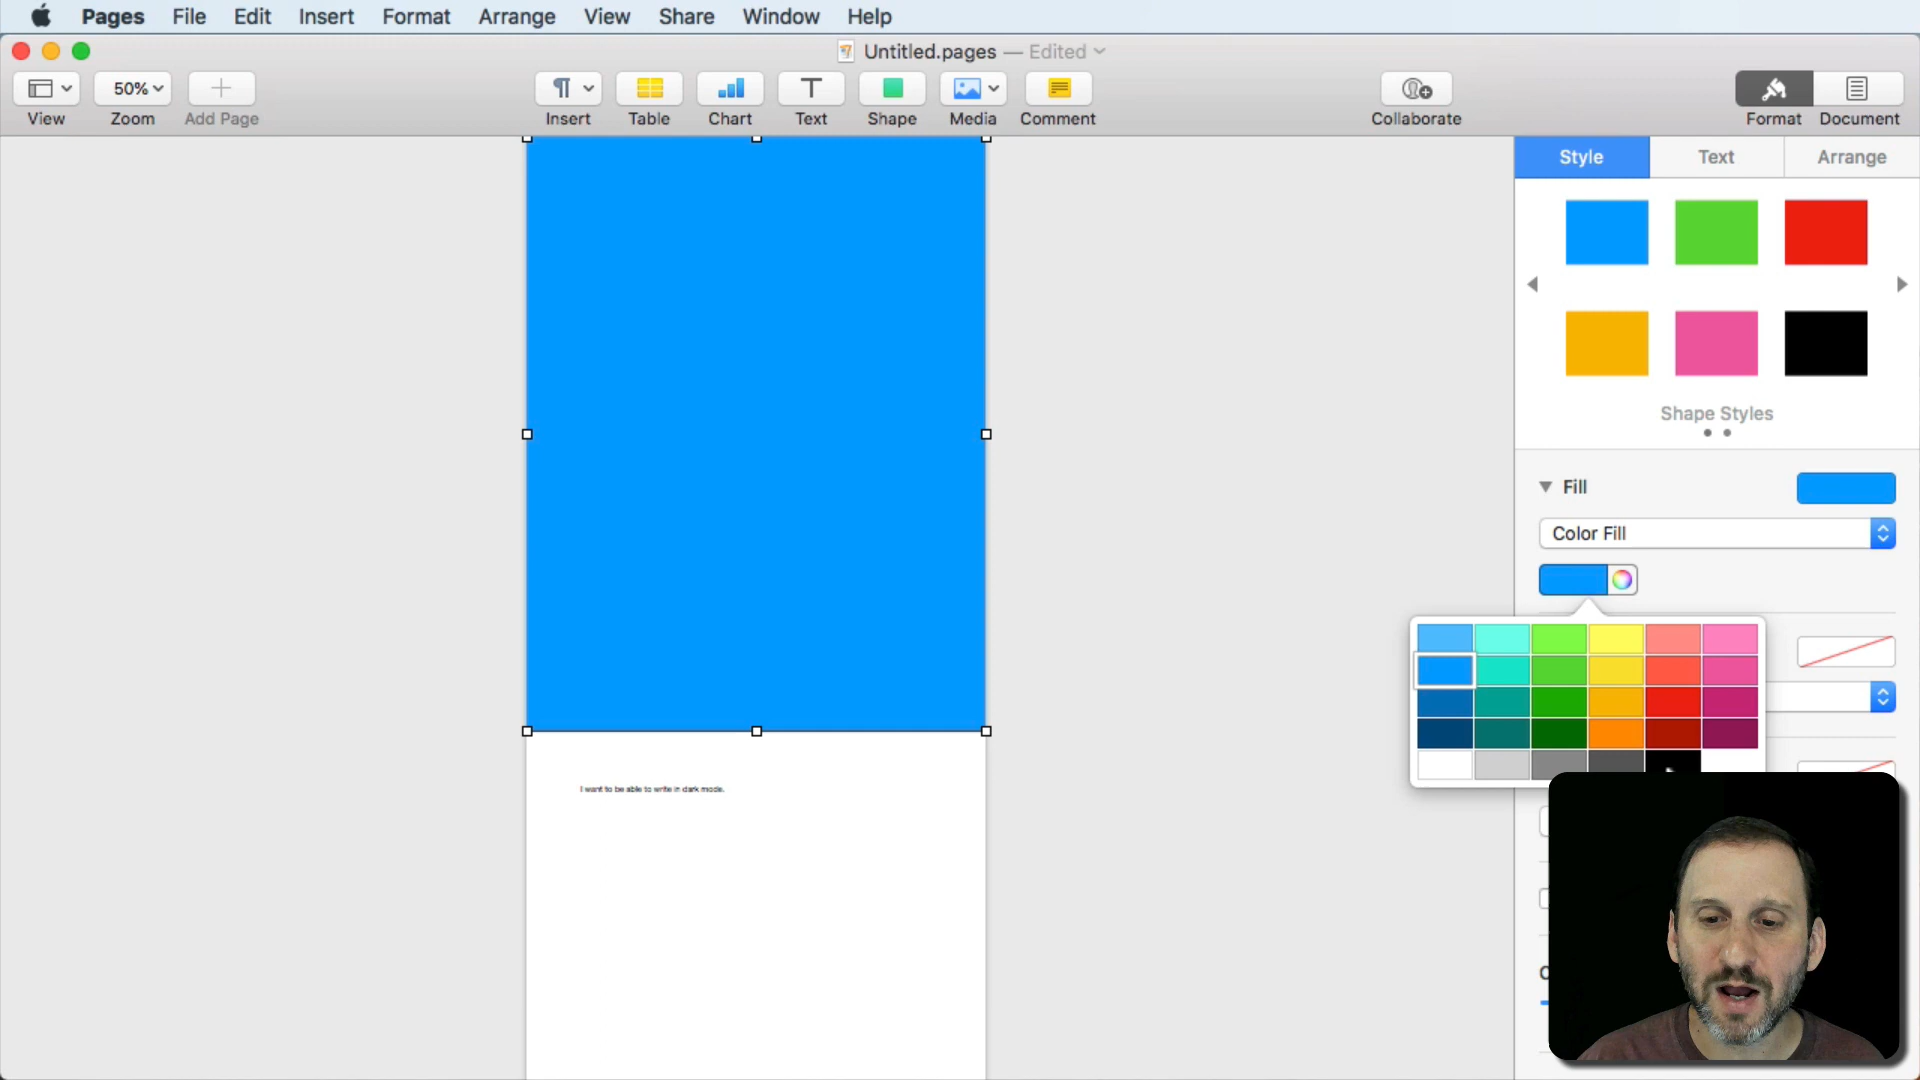 Pages File Edit Insert Format Arrange View Share Window Help
Untitled.pages — Edited
50%
View Zoom Add Page Insert Table Chart Text Shape Media Comment Collaborate Format Document
Style Text Arrange
Shape Styles
Fill
Color Fill
I want to be able to write in dark mode.